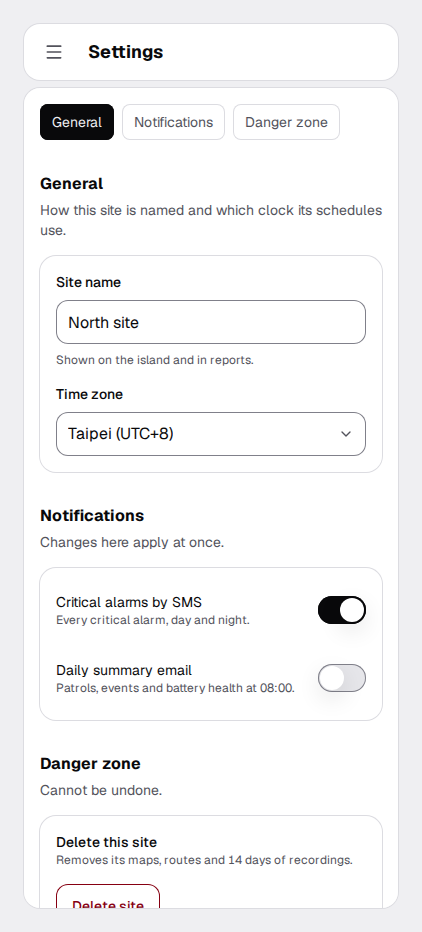 Settings
General
Notifications
Danger zone
General
How this site is named and which clock its schedules
use.
Site name
North site
Shown on the island and in reports.
Time zone
Taipei (UTC+8)
Notifications
Changes here apply at once.
Critical alarms by SMS
Every critical alarm, day and night.
Daily summary email
Patrols, events and battery health at 08:00.
Danger zone
Cannot be undone.
Delete this site
Removes its maps, routes and 14 days of recordings.
Delete site